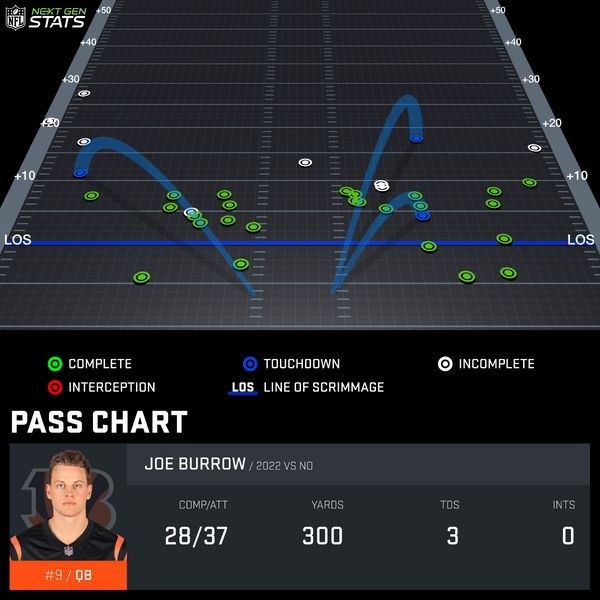 NFL NEXT GEN STATS
+50 +50
+40 +40
+30 +30
+20 +20
+10 +10
LOS LOS
COMPLETE TOUCHDOWN INCOMPLETE
INTERCEPTION LOS LINE OF SCRIMMAGE
PASS CHART
JOE BURROW / 2022 VS NO
COMP/ATT YARDS TDS INTS
28/37 300 3 0
#9 / QB